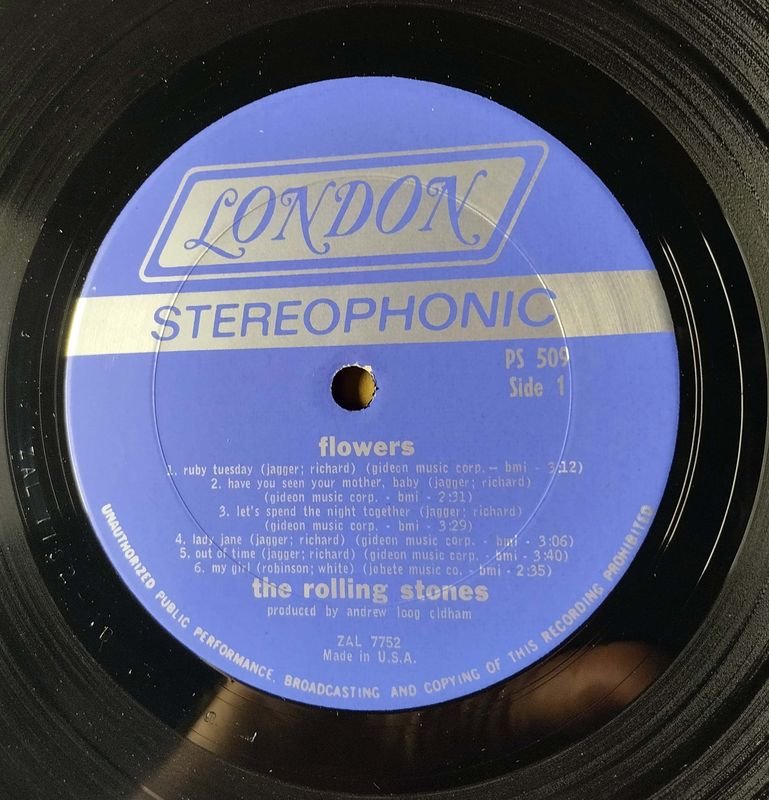 LONDON
STEREOPHONIC
PS 509
Side 1
flowers
1. ruby tuesday (jagger; richard) (gideon music corp. – bmi - 3:12)
2. have you seen your mother, baby (jagger; richard)
(gideon music corp. - bmi - 2:31)
3. let's spend the night together (jagger; richard)
(gideon music corp. - bmi - 3:29)
4. lady jane (jagger; richard) (gideon music corp. - bmi - 3:06)
5. out of time (jagger; richard) (gideon music corp. - bmi - 3:40)
6. my girl (robinson; white) (jobete music co. - bmi - 2:35)
the rolling stones
produced by andrew loog oldham
ZAL 7752
Made in U.S.A.
UNAUTHORIZED PUBLIC PERFORMANCE, BROADCASTING AND COPYING OF THIS RECORDING PROHIBITED